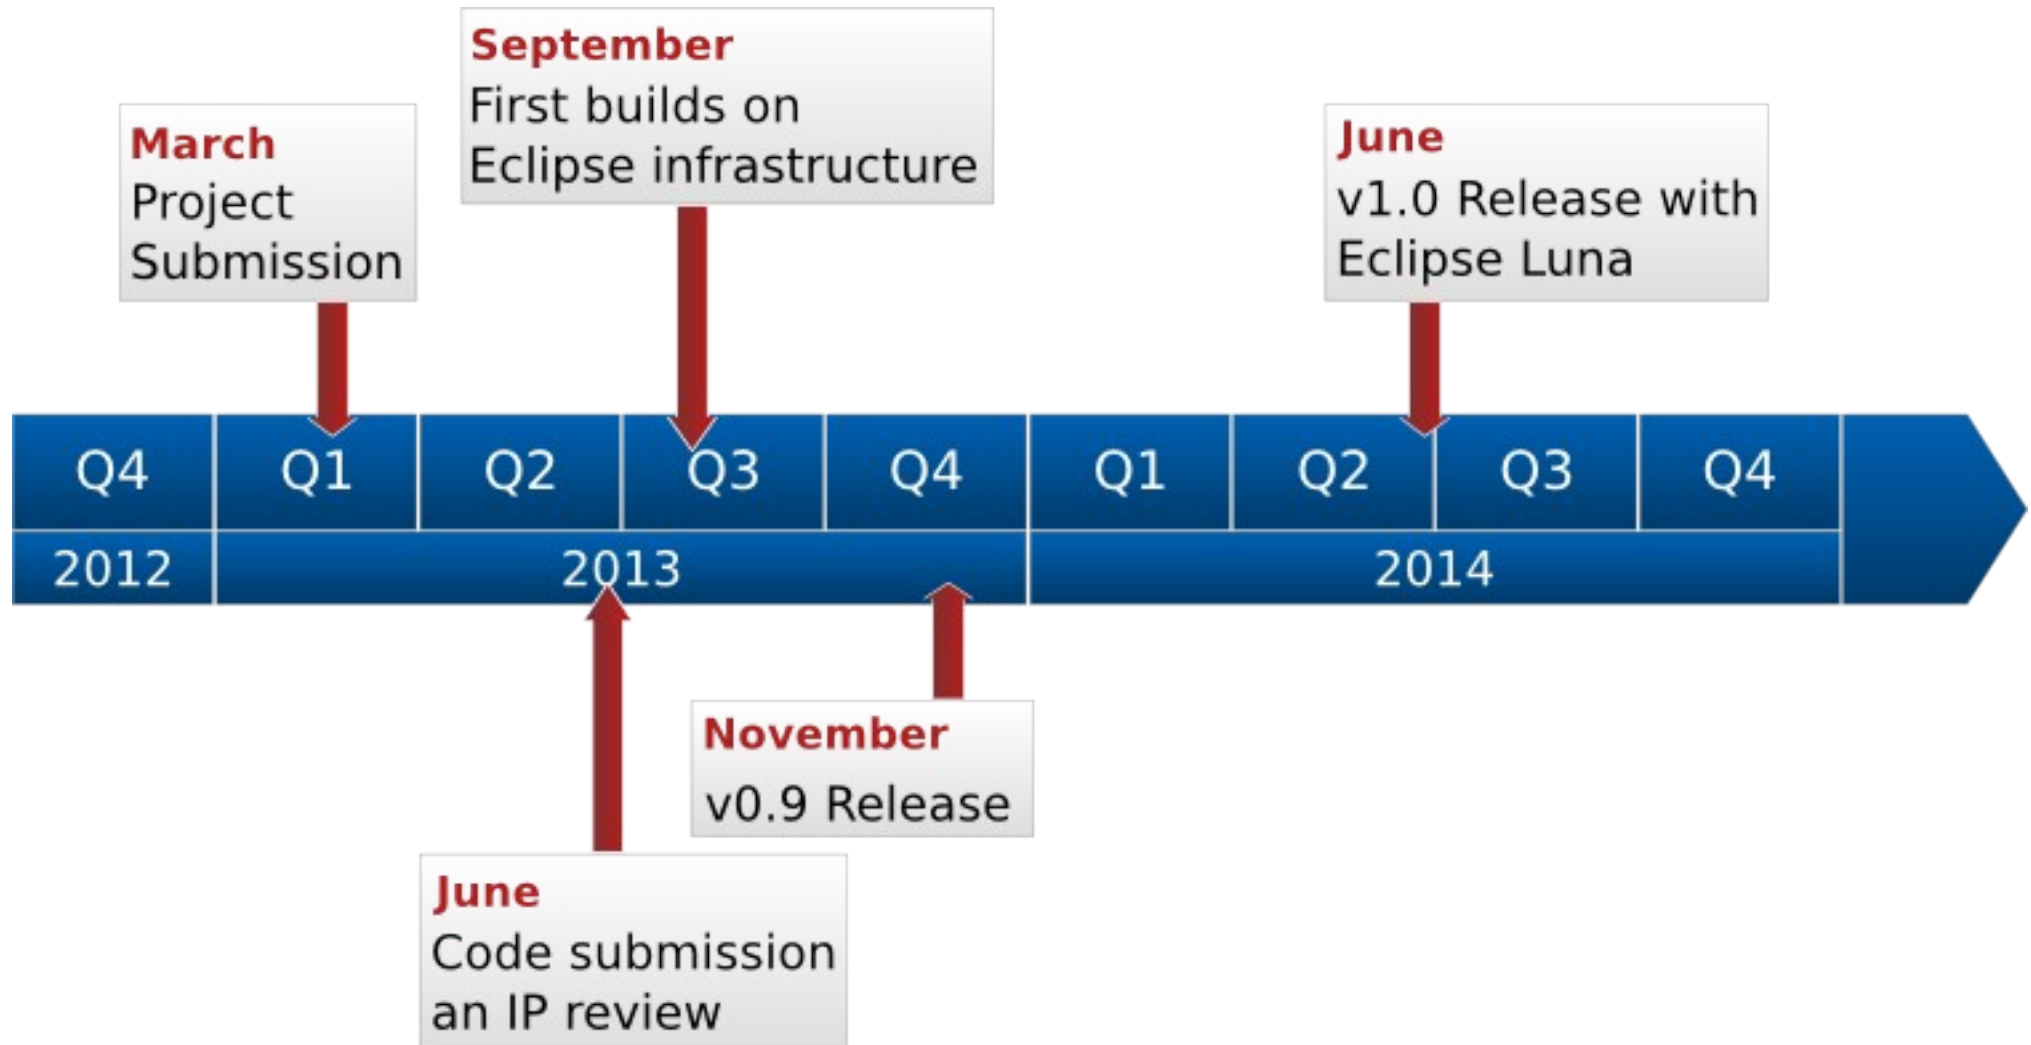 September
First builds on
Eclipse infrastructure
March
Project
Submission
June
v1.0 Release with
Eclipse Luna
Q4 Q1 Q2 Q3 Q4 Q1 Q2 Q3 Q4
2012 2013 2014
November
v0.9 Release
June
Code submission
an IP review